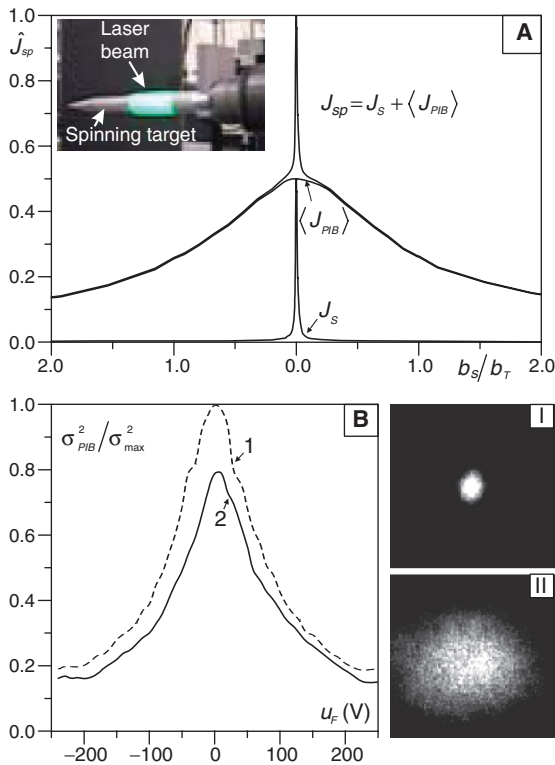 1.0
0.8
0.6
0.4
0.2
0.0
Ĵsp
Laser
beam
Spinning target
A
Jsp = JS + ⟨JPIB⟩
⟨JPIB⟩
JS
2.0 1.0 0.0 1.0 2.0
bS/bT
B
1.0
0.8
0.6
0.4
0.2
0.0
σ²PIB/σ²max
1
2
uF (V)
−200 −100 0 100 200
I
II